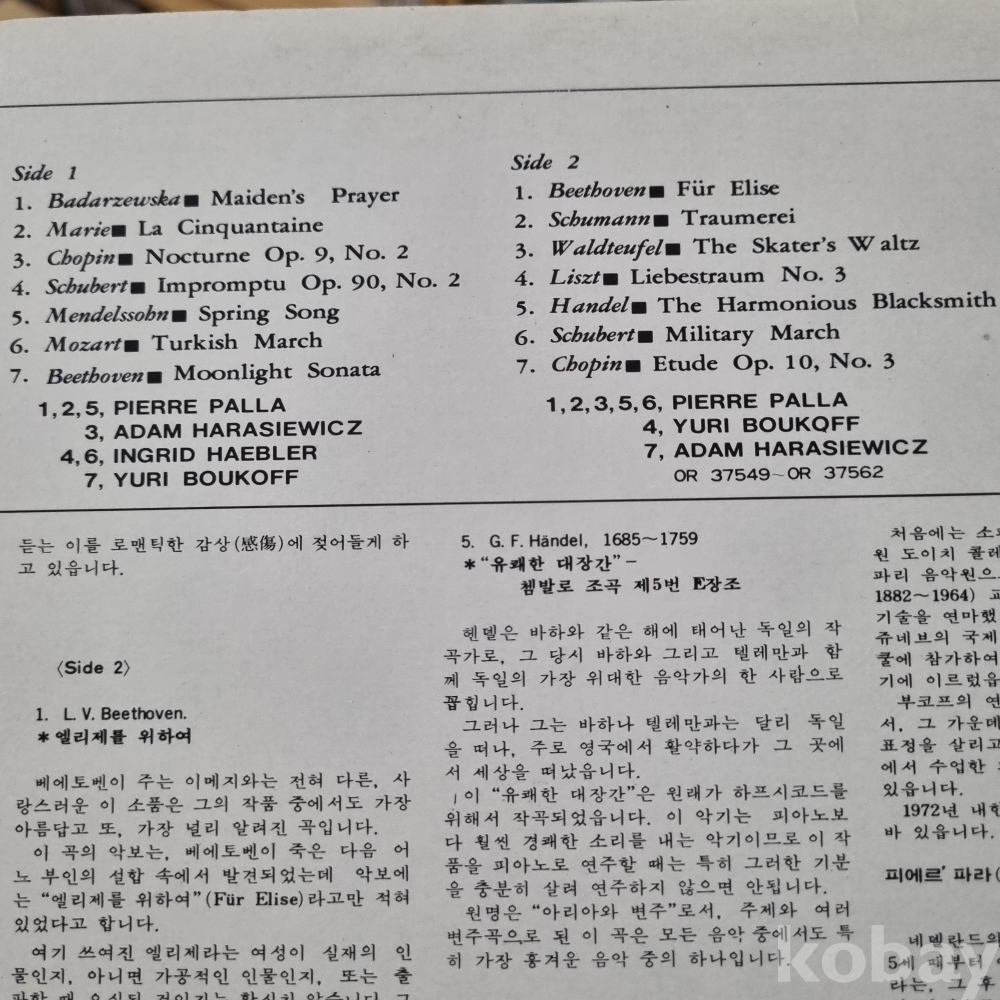 Side 1
1. Badarzewska■ Maiden's Prayer
2. Marie■ La Cinquantaine
3. Chopin■ Nocturne Op. 9, No. 2
4. Schubert■ Impromptu Op. 90, No. 2
5. Mendelssohn■ Spring Song
6. Mozart■ Turkish March
7. Beethoven■ Moonlight Sonata
1,2,5, PIERRE PALLA
3, ADAM HARASIEWICZ
4,6, INGRID HAEBLER
7, YURI BOUKOFF
Side 2
1. Beethoven■ Für Elise
2. Schumann■ Traumerei
3. Waldteufel■ The Skater's Waltz
4. Liszt■ Liebestraum No. 3
5. Handel■ The Harmonious Blacksmith
6. Schubert■ Military March
7. Chopin■ Etude Op. 10, No. 3
1,2,3,5,6, PIERRE PALLA
4, YURI BOUKOFF
7, ADAM HARASIEWICZ
OR 37549~OR 37562
듣는 이를 로맨틱한 감상(感傷)에 젖어들게 하
고 있읍니다.
〈Side 2〉
1. L. V. Beethoven.
*엘리제를 위하여
베에토벤이 주는 이메지와는 전혀 다른, 사
랑스러운 이 소품은 그의 작품 중에서도 가장
아름답고 또, 가장 널리 알려진 곡입니다.
이 곡의 악보는, 베에토벤이 죽은 다음 어
느 부인의 설합 속에서 발견되었는데 악보에
는 "엘리제를 위하여"(Für Elise)라고만 적혀
있었다고 합니다.
여기 쓰여진 엘리제라는 여성이 실재의 인
물인지, 아니면 가공적인 인물인지, 또는 출
5. G. F. Händel, 1685~1759
*"유쾌한 대장간"–
쳄발로 조곡 제5번 E장조
헨델은 바하와 같은 해에 태어난 독일의 작
곡가로, 그 당시 바하와 그리고 텔레만과 함
께 독일의 가장 위대한 음악가의 한 사람으로
꼽힙니다.
그러나 그는 바하나 텔레만과는 달리 독일
을 떠나, 주로 영국에서 활약하다가 그 곳에
서 세상을 떠났읍니다.
이 "유쾌한 대장간"은 원래가 하프시코드를
위해서 작곡되었읍니다. 이 악기는 피아노보
다 훨씬 경쾌한 소리를 내는 악기이므로 이 작
품을 피아노로 연주할 때는 특히 그러한 기분
을 충분히 살려 연주하지 않으면 안됩니다.
원명은 "아리아와 변주"로서, 주제와 여러
변주곡으로 된 이 곡은 모든 음악 중에서도 특
히 가장 흥겨운 음악 중의 하나입니다.
처음에는 소
원 도이치 콜레
파리 음악원으
1882~1964) 교
기술을 연마했
쥬네브의 국제
쿨에 참가하여
기에 이르렀읍
부코프의 연
서, 그 가운데
표정을 살리고
에서 수업한
있읍니다.
1972년 내한
바 있읍니다.
피에르 파라(
네델란드의
5세 때부터
라는, 그 후
kobay